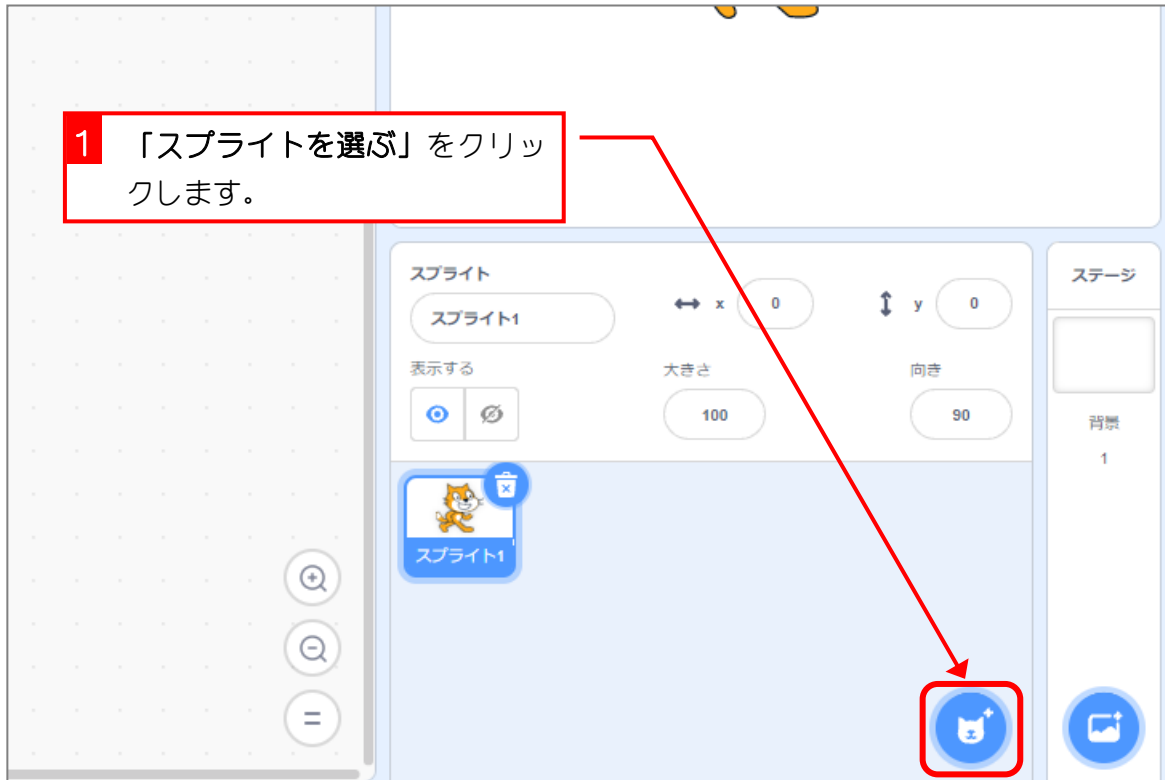 1 「スプライトを選ぶ」をクリッ
クします。
スプライト
スプライト1
x 0
y 0
ステージ
表示する
大きさ
向き
100
90
背景
1
スプライト1